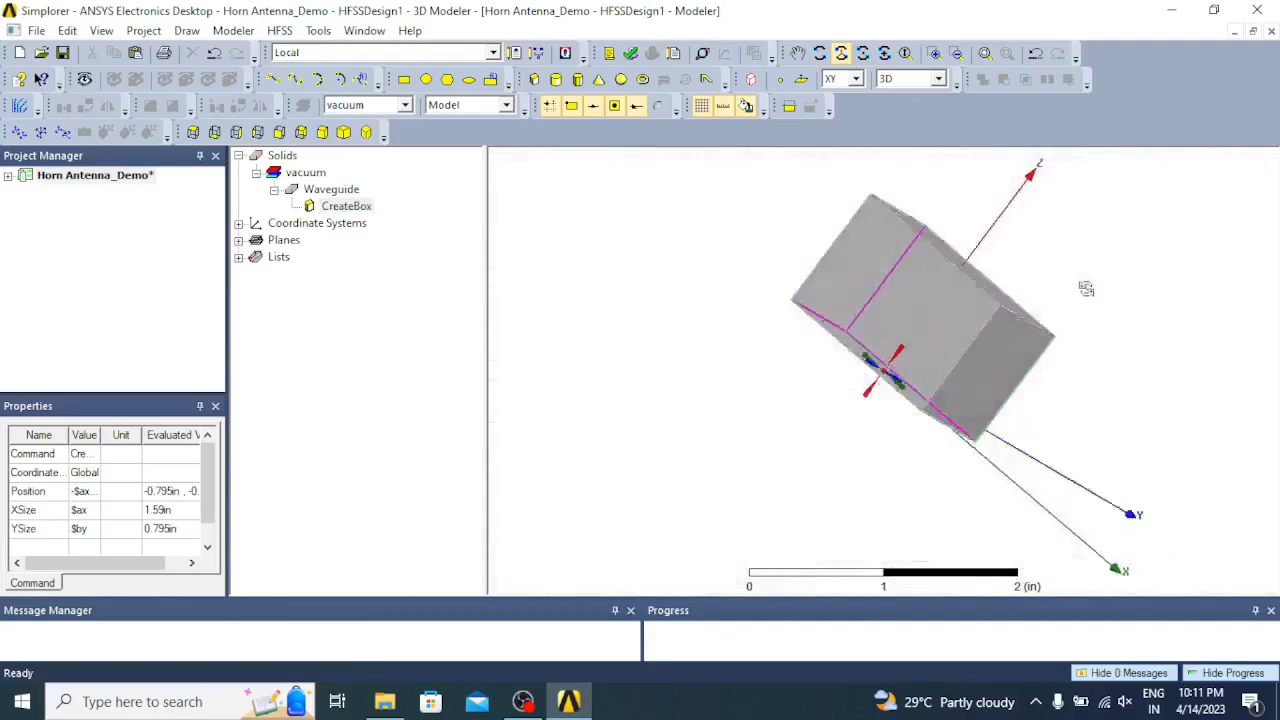 Simplorer - ANSYS Electronics Desktop - Horn Antenna_Demo - HFSSDesign1 - 3D Modeler - [Horn Antenna_Demo - HFSSDesign1 - Modeler]
File Edit View Project Draw Modeler HFSS Tools Window Help
Local
XY 3D
vacuum Model
Project Manager
Horn Antenna_Demo*
Solids
vacuum
Waveguide
CreateBox
Coordinate Systems
Planes
Lists
Z
Y
X
0 1 2 (in)
Properties
Name Value Unit Evaluated V
Command Cre...
Coordinate... Global
Position -$ax... -0.795in , -0.
XSize $ax 1.59in
YSize $by 0.795in
Command
Message Manager
Progress
Ready
Hide 0 Messages Hide Progress
Type here to search
29°C Partly cloudy
ENG
IN
10:11 PM
4/14/2023
1